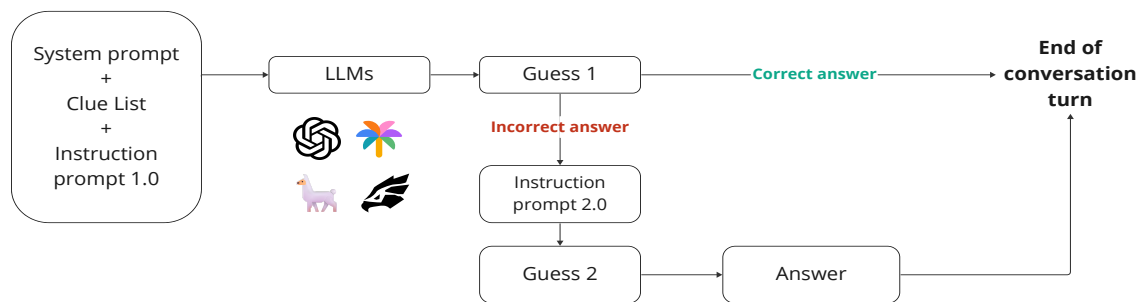 System prompt
+
Clue List
+
Instruction
prompt 1.0
LLMs
Guess 1
Correct answer
End of
conversation
turn
Incorrect answer
Instruction
prompt 2.0
Guess 2
Answer